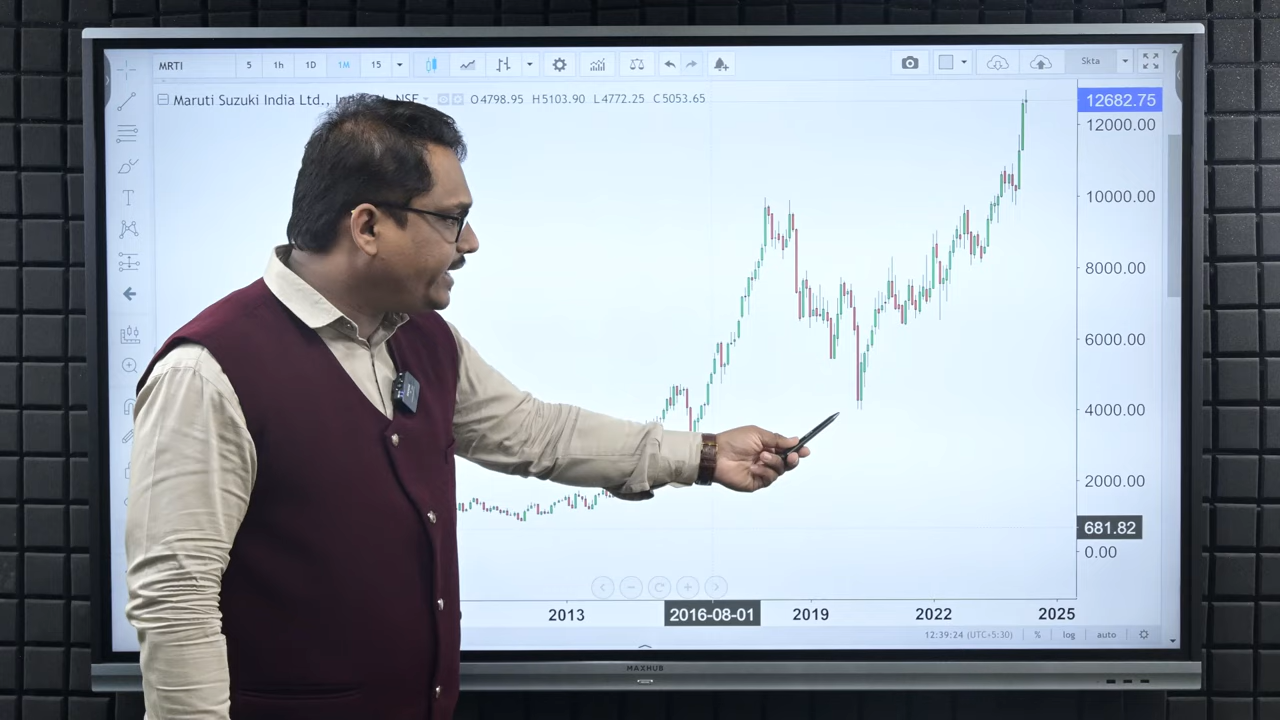 MRTI 5 1h 1D 1M 15 Skta
Maruti Suzuki India Ltd., NSE O4798.95 H5103.90 L4772.25 C5053.65
12682.75
12000.00
10000.00
8000.00
6000.00
4000.00
2000.00
681.82
0.00
2013 2016-08-01 2019 2022 2025
12:39:24 (UTC+5:30) % log auto
MAXHUB